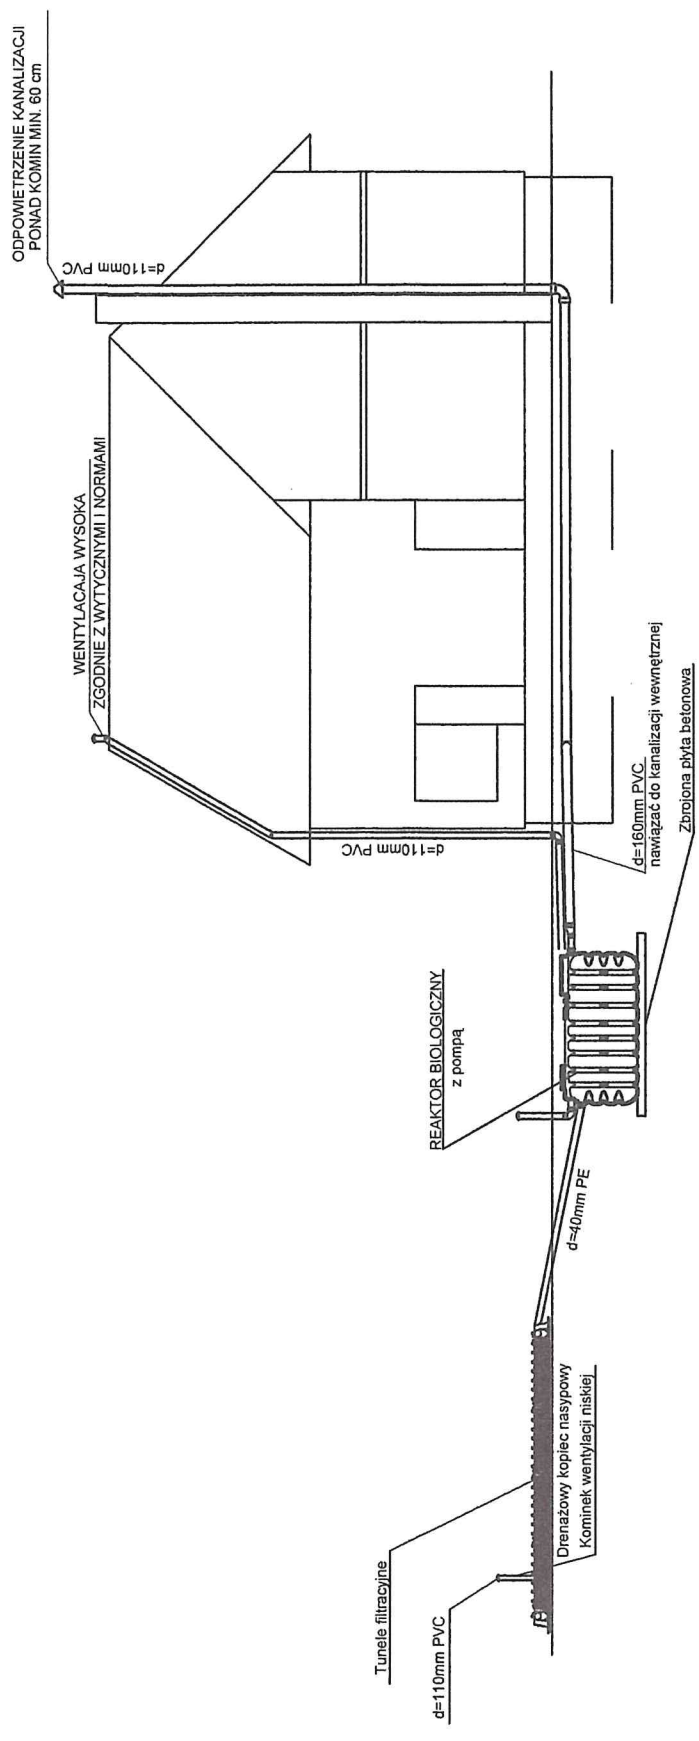 ODPOWIETRZENIE KANALIZACJI
PONAD KOMIN MIN. 60 cm
d=110mm PVC
WENTYLACAJA WYSOKA
ZGODNIE Z WYTYCZNYMI I NORMAMI
d=110mm PVC
d=160mm PVC
nawiązać do kanalizacji wewnętrznej
Zbrojona płyta betonowa
REAKTOR BIOLOGICZNY
z pompą
d=40mm PE
Drenażowy kopiec nasypowy
Kominek wentylacji niskiej
Tunele filtracyjne
d=110mm PVC